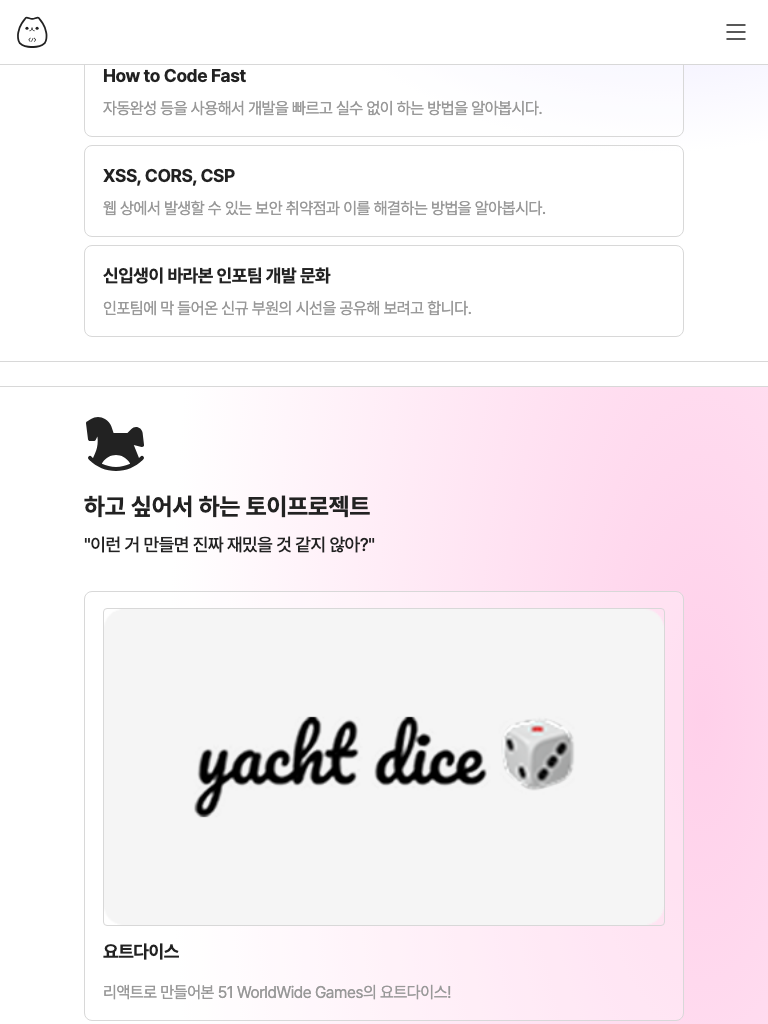 How to Code Fast
자동완성 등을 사용해서 개발을 빠르고 실수 없이 하는 방법을 알아봅시다.
XSS, CORS, CSP
웹 상에서 발생할 수 있는 보안 취약점과 이를 해결하는 방법을 알아봅시다.
신입생이 바라본 인포팀 개발 문화
인포팀에 막 들어온 신규 부원의 시선을 공유해 보려고 합니다.
하고 싶어서 하는 토이프로젝트
"이런 거 만들면 진짜 재밌을 것 같지 않아?"
yacht dice
요트다이스
리액트로 만들어본 51 WorldWide Games의 요트다이스!